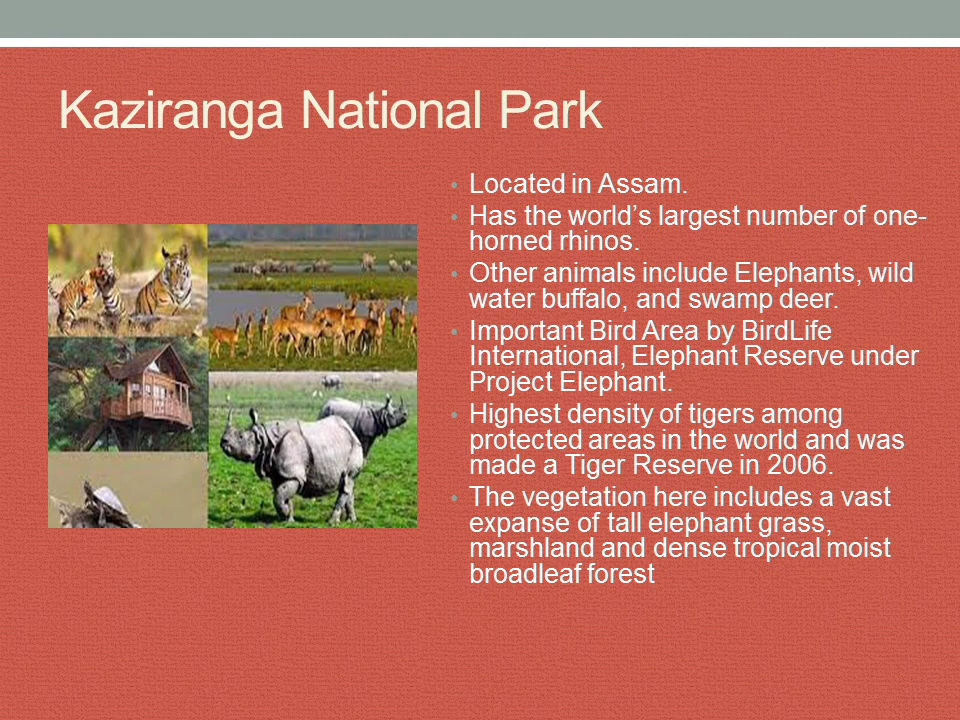 Kaziranga National Park
• Located in Assam.
• Has the world’s largest number of one-
horned rhinos.
• Other animals include Elephants, wild
water buffalo, and swamp deer.
• Important Bird Area by BirdLife
International, Elephant Reserve under
Project Elephant.
• Highest density of tigers among
protected areas in the world and was
made a Tiger Reserve in 2006.
• The vegetation here includes a vast
expanse of tall elephant grass,
marshland and dense tropical moist
broadleaf forest